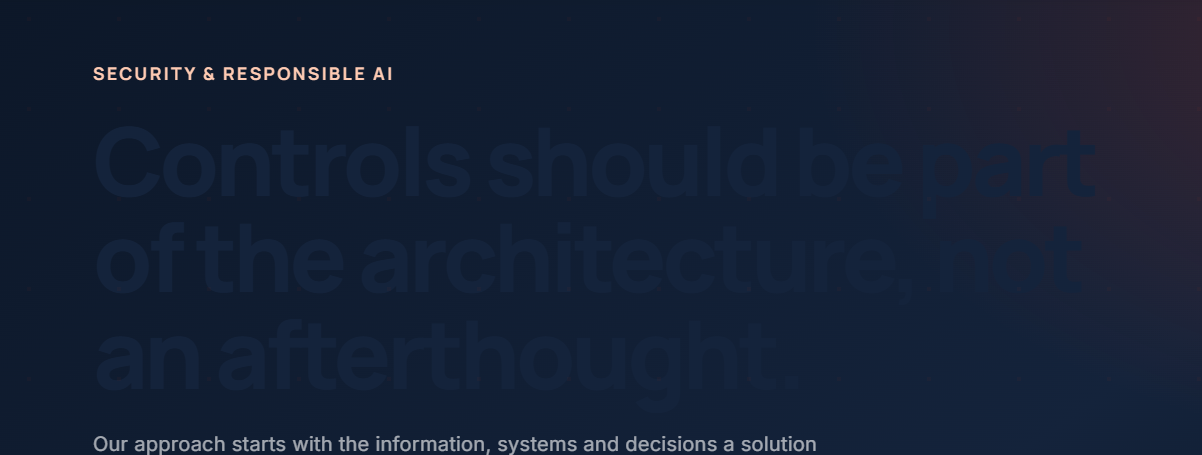 SECURITY & RESPONSIBLE AI
Controls should be part
of the architecture, not
an afterthought.
Our approach starts with the information, systems and decisions a solution